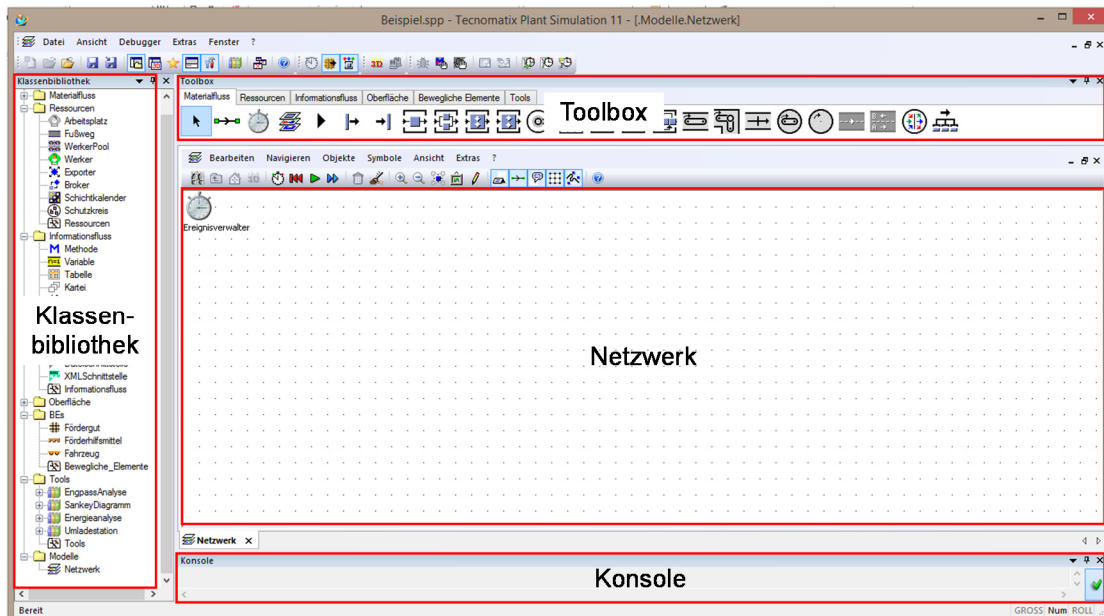 Beispiel.spp - Tecnomatix Plant Simulation 11 - [.Modelle.Netzwerk]
Datei Ansicht Debugger Extras Fenster ?
3D
Klassenbibliothek
Materialfluss
Ressourcen
Arbeitsplatz
Fußweg
WerkerPool
Werker
Exporter
Broker
Schichtkalender
Schutzkreis
Ressourcen
Informationsfluss
Methode
Variable
Tabelle
Kartei
Klassen-
bibliothek
XMLSchnittstelle
Informationsfluss
Oberfläche
BEs
Fördergut
Förderhilfsmittel
Fahrzeug
Bewegliche_Elemente
Tools
EngpassAnalyse
SankeyDiagramm
Energieanalyse
Umladestation
Tools
Modelle
Netzwerk
Toolbox
Materialfluss Ressourcen Informationsfluss Oberfläche Bewegliche Elemente Tools
Toolbox
Bearbeiten Navigieren Objekte Symbole Ansicht Extras ?
Ereignisverwalter
Netzwerk
Netzwerk
Konsole
Konsole
Bereit
GROSS Num ROLL